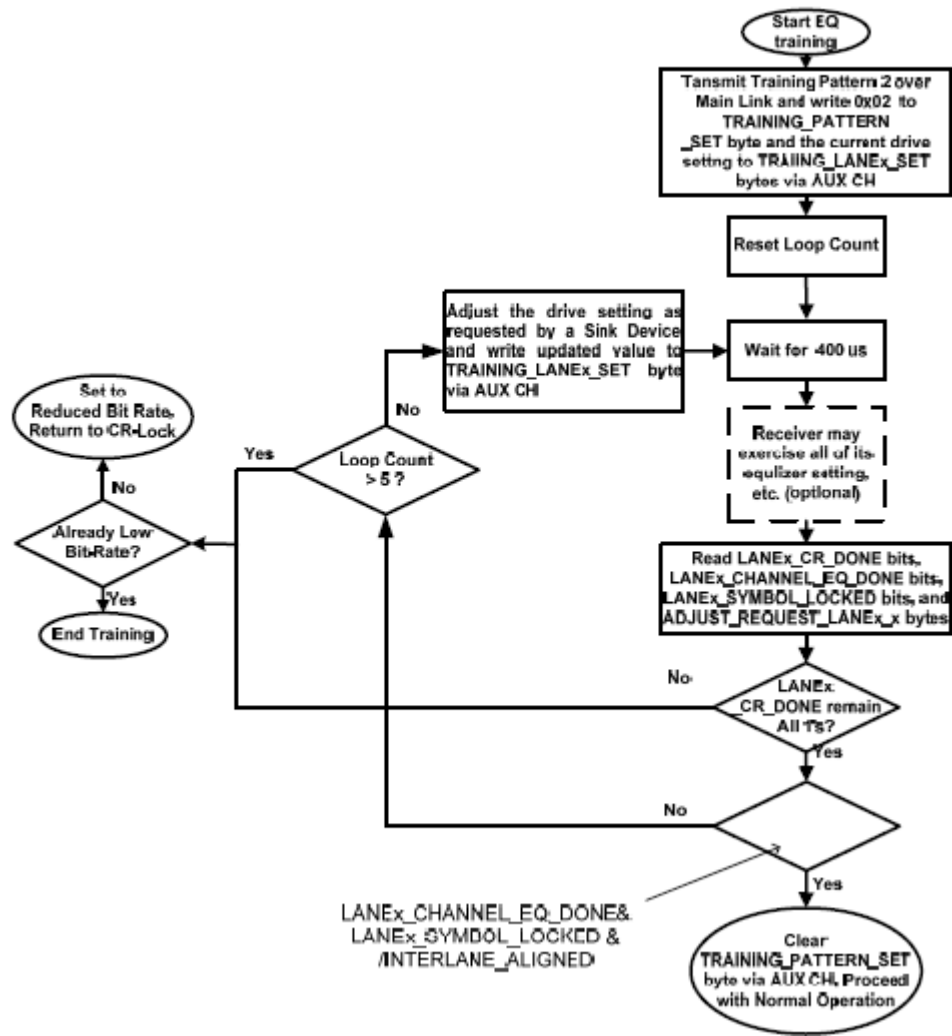 Start EQ
training
Tansmit Training Pattern 2 over
Main Link and write 0x02 to
TRAINING_PATTERN
_SET byte and the current drive
settng to TRAIING_LANEx_SET
bytes via AUX CH
Reset Loop Count
Adjust the drive setting as
requested by a Sink Device
and write updated value to
TRAINING_LANEx_SET byte
via AUX CH
Wait for 400 us
Receiver may
exercise all of its
equlizer setting,
etc. (optional)
Set to
Reduced Bit Rate,
Return to CR-Lock
No
Yes
Loop Count
> 5 ?
No
Already Low
Bit-Rate?
Yes
End Training
Read LANEx_CR_DONE bits,
LANEx_CHANNEL_EQ_DONE bits,
LANEx_SYMBOL_LOCKED bits, and
ADJUST_REQUEST_LANEx_x bytes
No
LANEx
_CR_DONE remain
All 1's?
Yes
No
Yes
LANEx_CHANNEL_EQ_DONE&
LANEx_SYMBOL_LOCKED &
/INTERLANE_ALIGNED
Clear
TRAINING_PATTERN_SET
byte via AUX CH. Proceed
with Normal Operation